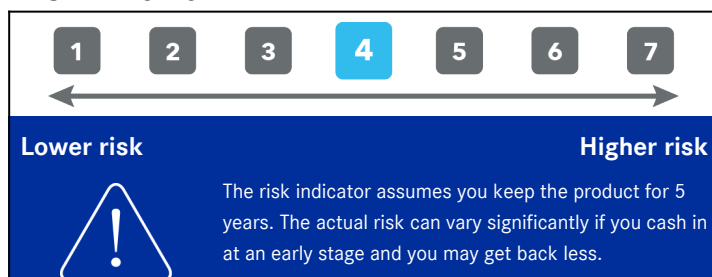 1 2 3 4 5 6 7
Lower risk Higher risk
The risk indicator assumes you keep the product for 5
years. The actual risk can vary significantly if you cash in
at an early stage and you may get back less.